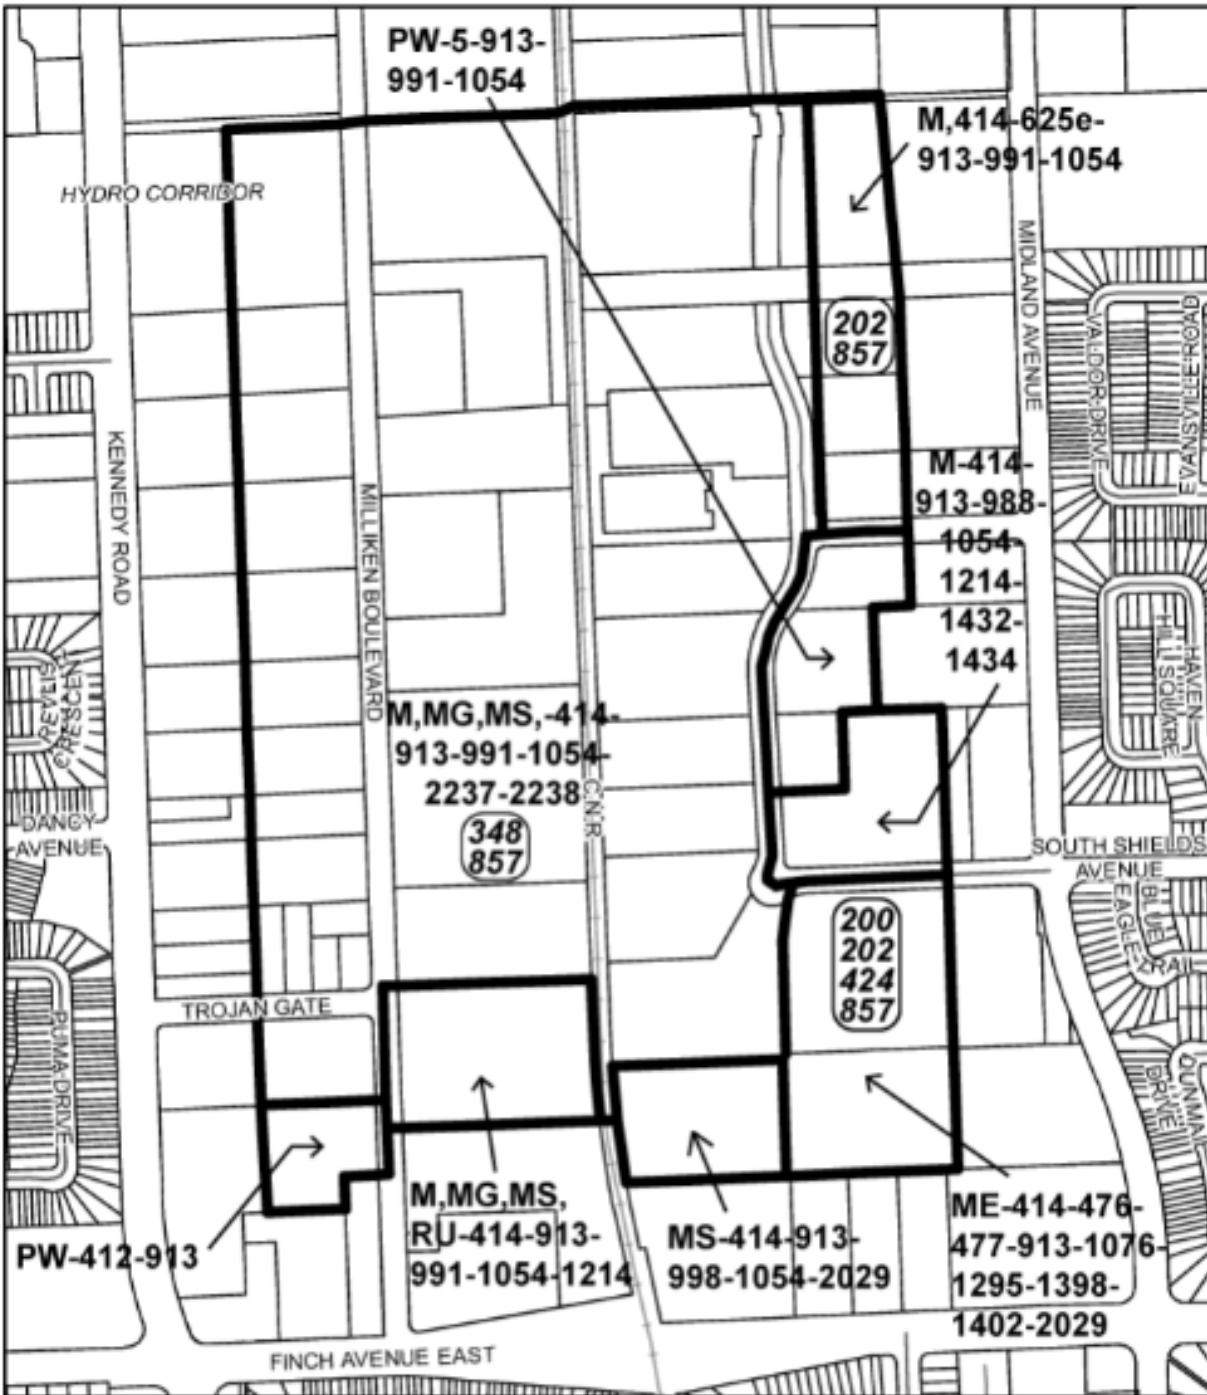 PW-5-913-
991-1054
M,414-625e-
913-991-1054
HYDRO CORRIDOR
MIDLAND AVENUE
VALDOR DRIVE
EVANSVILLE ROAD
202
857
KENNEDY ROAD
MILLIKEN BOULEVARD
M-414-
913-988-
1054-
1214-
1432-
1434
HILL SQUARE
HAVEN
REVLIS
CRESCENT
M,MG,MS,-414-
913-991-1054-
2237-2238
348
857
C.N.R
DANCY
AVENUE
SOUTH SHIELDS
AVENUE
BLUE
EAGLE
TRAIL
200
202
424
857
TROJAN GATE
PUMA DRIVE
DUNMAIL
DRIVE
PW-412-913
M,MG,MS,
RU-414-913-
991-1054-1214
MS-414-913-
998-1054-2029
ME-414-476-
477-913-1076-
1295-1398-
1402-2029
FINCH AVENUE EAST